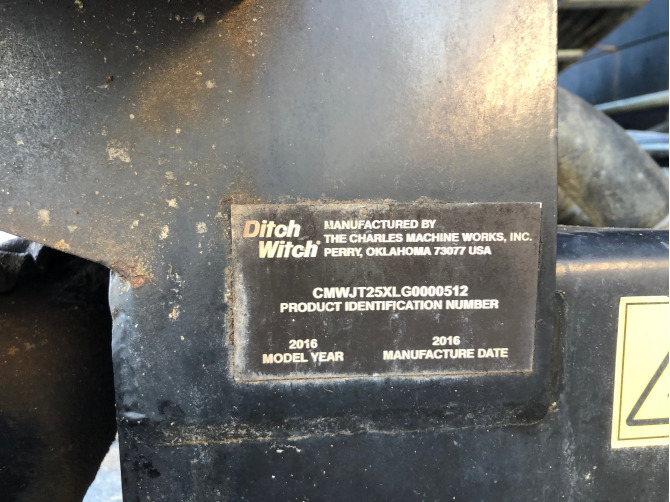 Ditch Witch®
MANUFACTURED BY
THE CHARLES MACHINE WORKS, INC.
PERRY, OKLAHOMA 73077 USA
CMWJT25XLG0000512
PRODUCT IDENTIFICATION NUMBER
2016
MODEL YEAR
2016
MANUFACTURE DATE